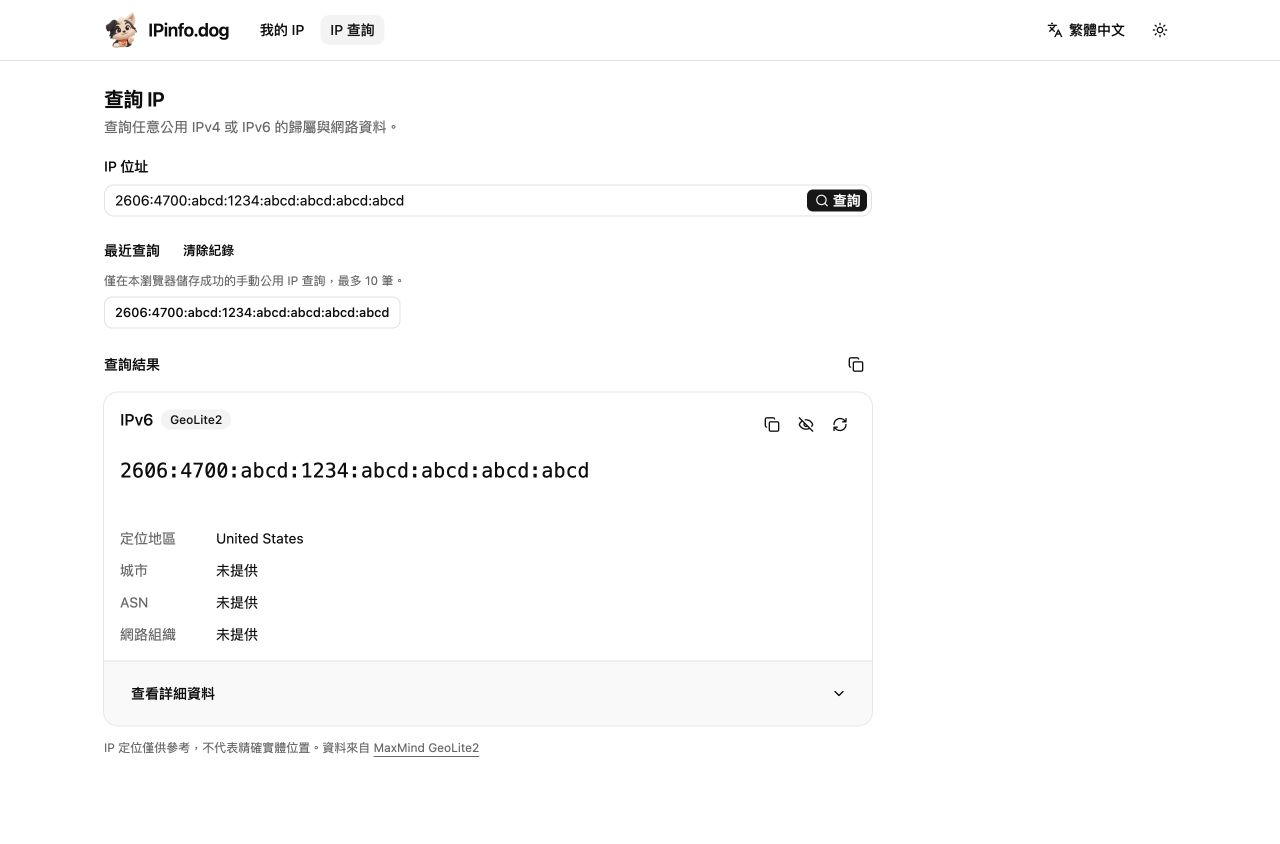 IPinfo.dog 我的 IP IP 查詢 繁體中文
查詢 IP
查詢任意公用 IPv4 或 IPv6 的歸屬與網路資料。
IP 位址
2606:4700:abcd:1234:abcd:abcd:abcd:abcd 查詢
最近查詢 清除紀錄
僅在本瀏覽器儲存成功的手動公用 IP 查詢，最多 10 筆。
2606:4700:abcd:1234:abcd:abcd:abcd:abcd
查詢結果
IPv6 GeoLite2
2606:4700:abcd:1234:abcd:abcd:abcd:abcd
定位地區 United States
城市 未提供
ASN 未提供
網路組織 未提供
查看詳細資料
IP 定位僅供參考，不代表精確實體位置。資料來自 MaxMind GeoLite2